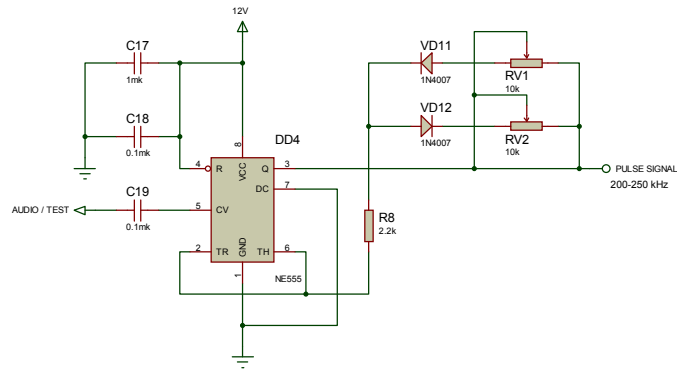 12V
C17
1mk
VD11
1N4007
RV1
10k
C18
0.1mk
VD12
1N4007
RV2
10k
DD4
8
4 R VCC Q 3
PULSE SIGNAL
DC 7
200-250 kHz
C19
AUDIO / TEST
5 CV
0.1mk
R8
2.2k
2 TR GND TH 6
1
NE555